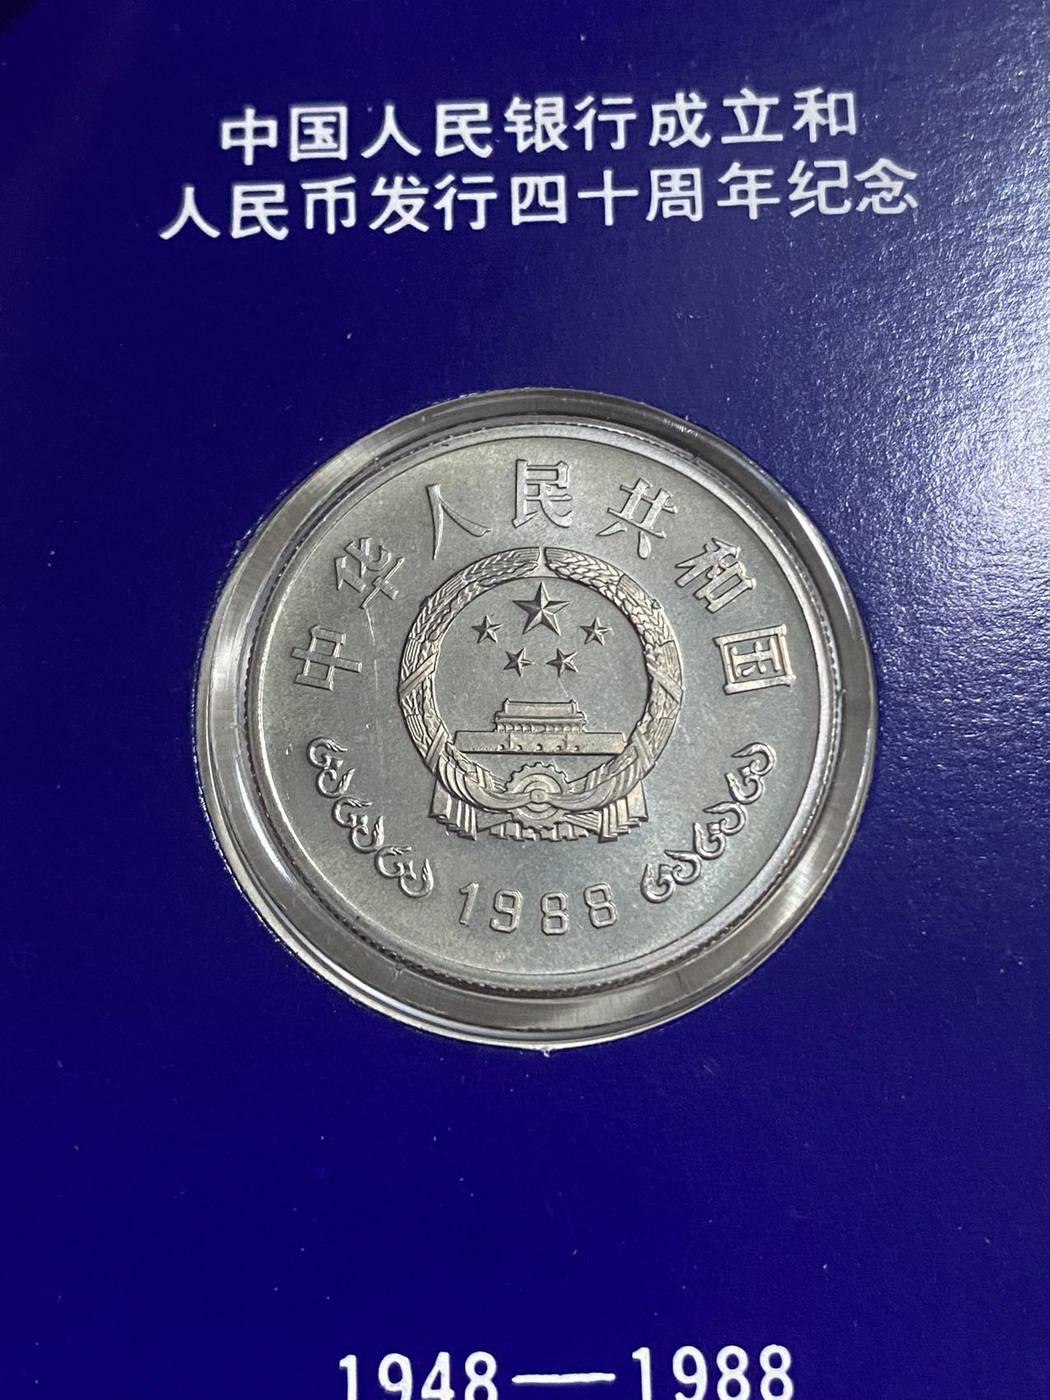 中国人民银行成立和
人民币发行四十周年纪念
中华人民共和国
1988
1948—1988